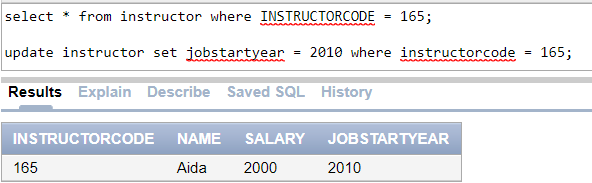 select * from instructor where INSTRUCTORCODE = 165;
update instructor set jobstartyear = 2010 where instructorcode = 165;
Results Explain Describe Saved SQL History
INSTRUCTORCODE NAME SALARY JOBSTARTYEAR
165 Aida 2000 2010